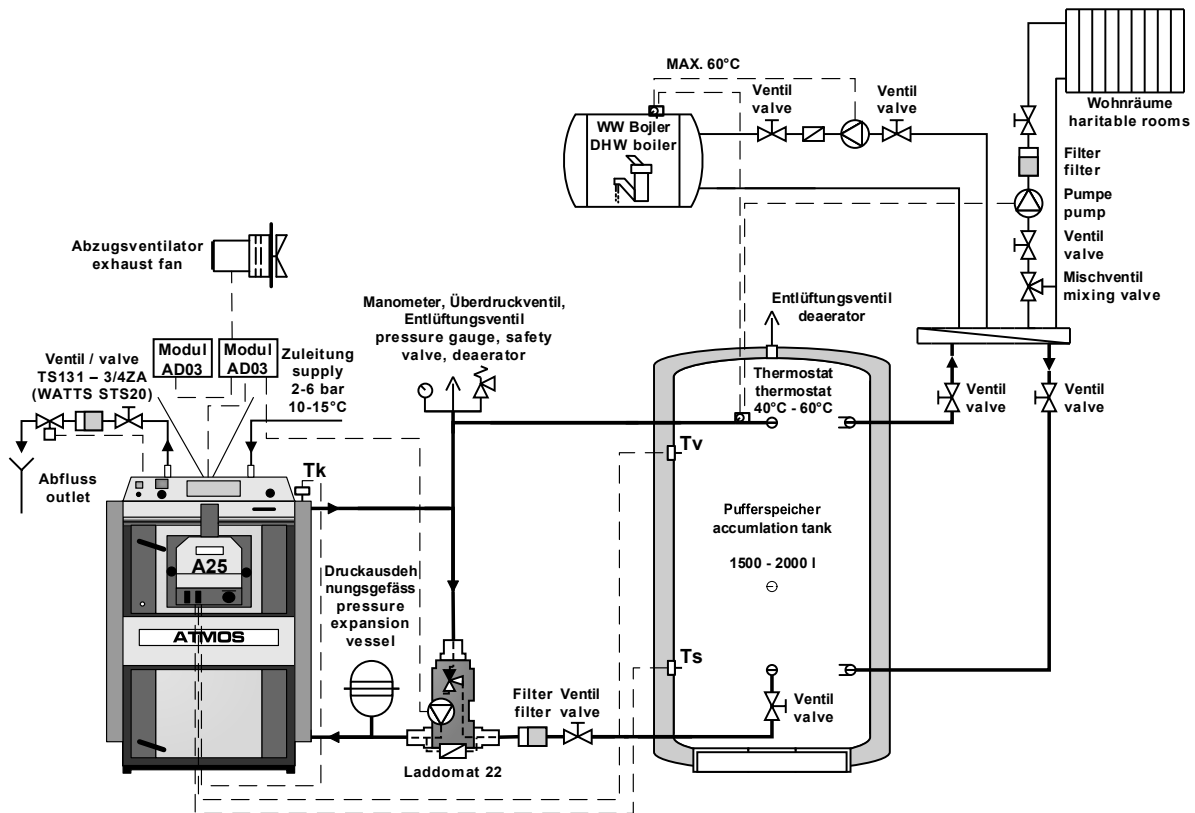 MAX. 60°C
Ventil
valve
Ventil
valve
WW Bojler
DHW boiler
Wohnräume
haritable rooms
Filter
filter
Pumpe
pump
Ventil
valve
Mischventil
mixing valve
Abzugsventilator
exhaust fan
Manometer, Überdruckventil,
Entlüftungsventil
pressure gauge, safety
valve, deaerator
Entlüftungsventil
deaerator
Ventil / valve
TS131 – 3/4ZA
(WATTS STS20)
Modul
AD03
Modul
AD03
Zuleitung
supply
2-6 bar
10-15°C
Thermostat
thermostat
40°C - 60°C
Ventil
valve
Ventil
valve
Abfluss
outlet
Tk
Tv
Pufferspeicher
accumlation tank
1500 - 2000 l
A25
ATMOS
Druckausdeh
nungsgefäss
pressure
expansion
vessel
Ts
Filter Ventil
filter valve
Ventil
valve
Laddomat 22